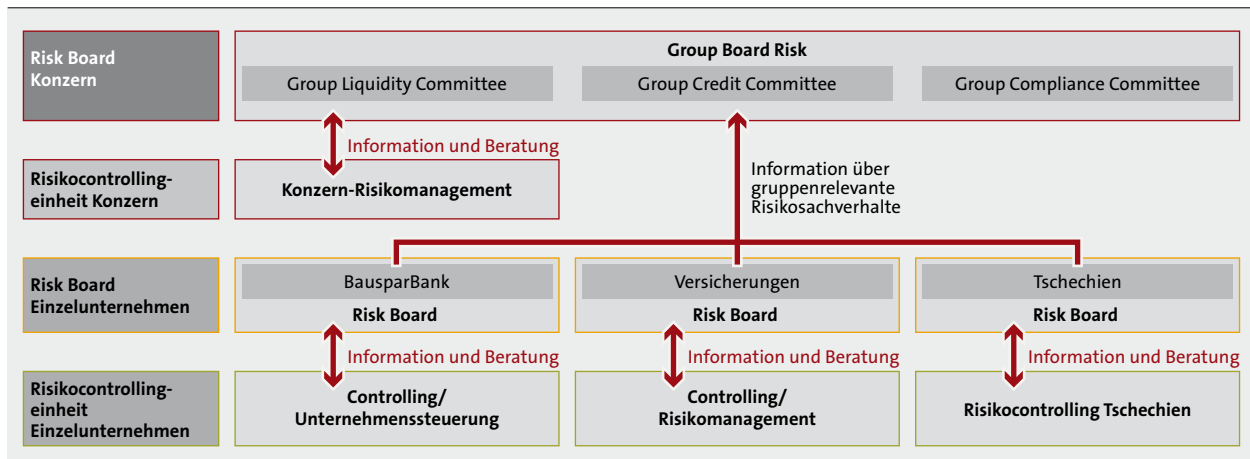 Risk Board
Konzern
Group Board Risk
Group Liquidity Committee
Group Credit Committee
Group Compliance Committee
Information und Beratung
Risikocontrolling-
einheit Konzern
Konzern-Risikomanagement
Information über
gruppenrelevante
Risikosachverhalte
Risk Board
Einzelunternehmen
BausparBank
Risk Board
Versicherungen
Risk Board
Tschechien
Risk Board
Information und Beratung
Information und Beratung
Information und Beratung
Risikocontrolling-
einheit
Einzelunternehmen
Controlling/
Unternehmenssteuerung
Controlling/
Risikomanagement
Risikocontrolling Tschechien